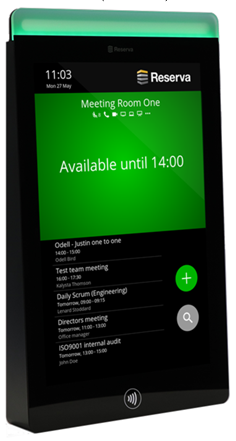 Reserva
11:03
Mon 27 May
Reserva
Meeting Room One
Available until 14:00
Odell - Justin one to one
14:00 - 15:00
Odell Bird
Test team meeting
16:00 - 17:30
Kalysta Thomson
Daily Scrum (Engineering)
Tomorrow, 09:00 - 09:15
Lenard Stoddard
Directors meeting
Tomorrow, 11:00 - 13:00
Office manager
ISO9001 internal audit
Tomorrow, 13:00 - 15:00
John Doe